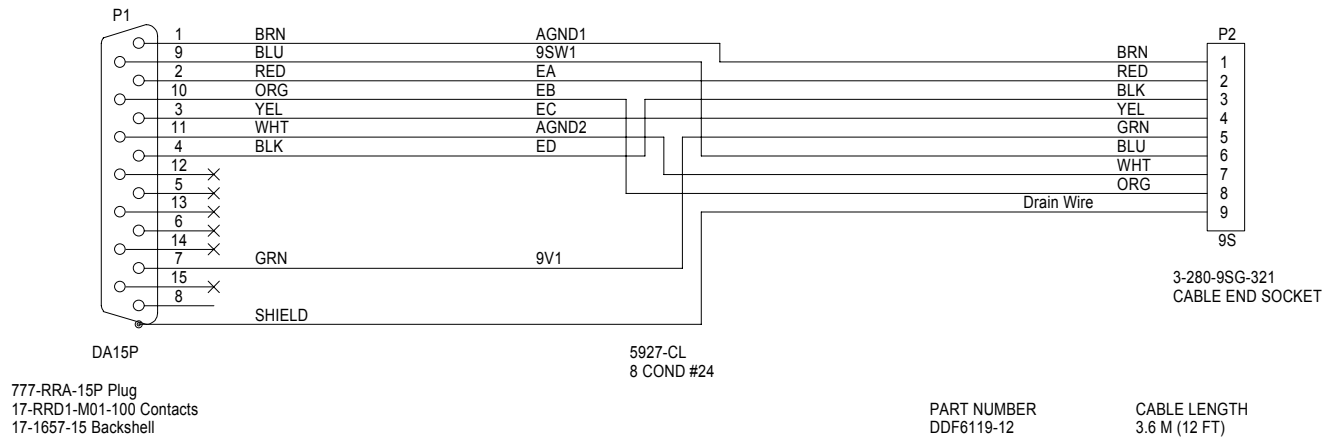 P1
1 BRN AGND1 P2
9 BLU 9SW1 BRN 1
2 RED EA RED 2
10 ORG EB BLK 3
3 YEL EC YEL 4
11 WHT AGND2 GRN 5
4 BLK ED BLU 6
12 WHT 7
5 ORG 8
13 Drain Wire 9
6
14 9S
7 GRN 9V1
15 3-280-9SG-321
8 CABLE END SOCKET
SHIELD
DA15P 5927-CL
8 COND #24
777-RRA-15P Plug
17-RRD1-M01-100 Contacts PART NUMBER CABLE LENGTH
17-1657-15 Backshell DDF6119-12 3.6 M (12 FT)